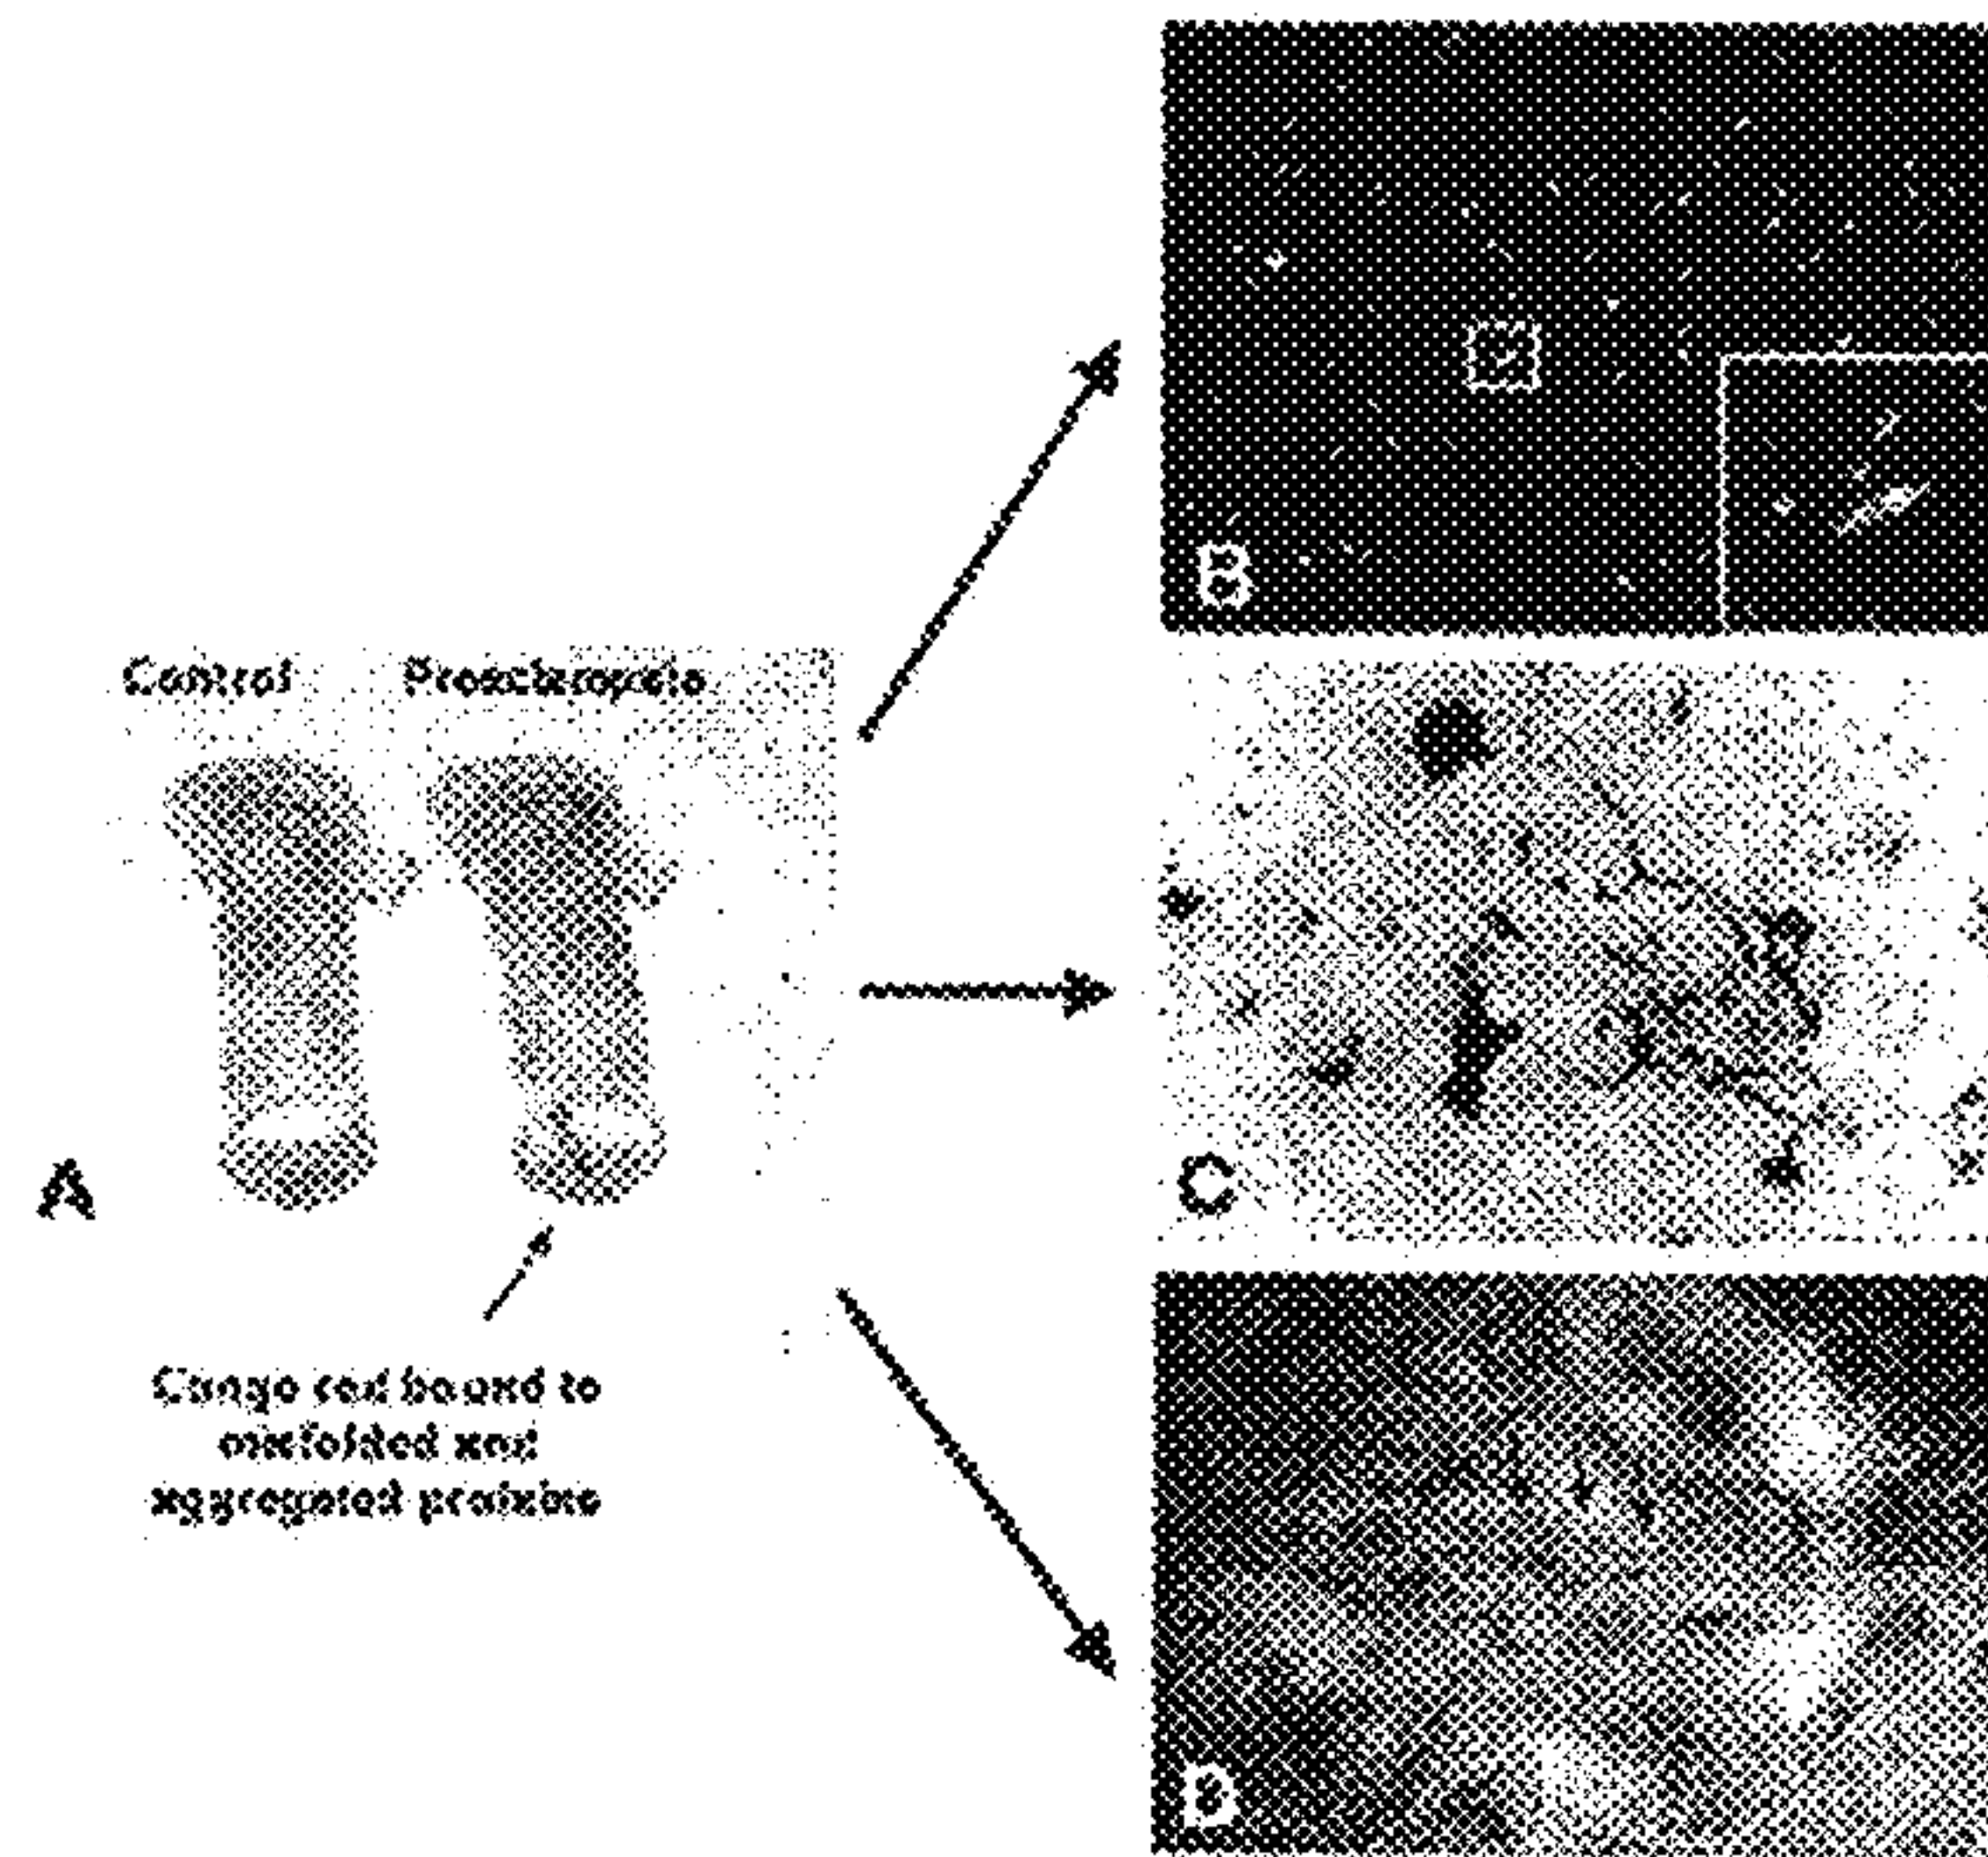 Control Preeclampsia
B
A
C
Congo red bound to
misfolded and
aggregated proteins
D